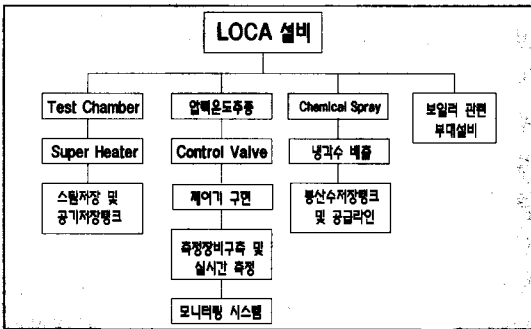 LOCA 설비
Test Chamber
압력온도추종
Chemical Spray
보일러 관련
부대설비
Super Heater
Control Valve
냉각수 배출
스팀저장 및
공기저장탱크
제어기 구현
붕산수저장탱크
및 공급라인
측정장비구축 및
실시간 측정
모니터링 시스템